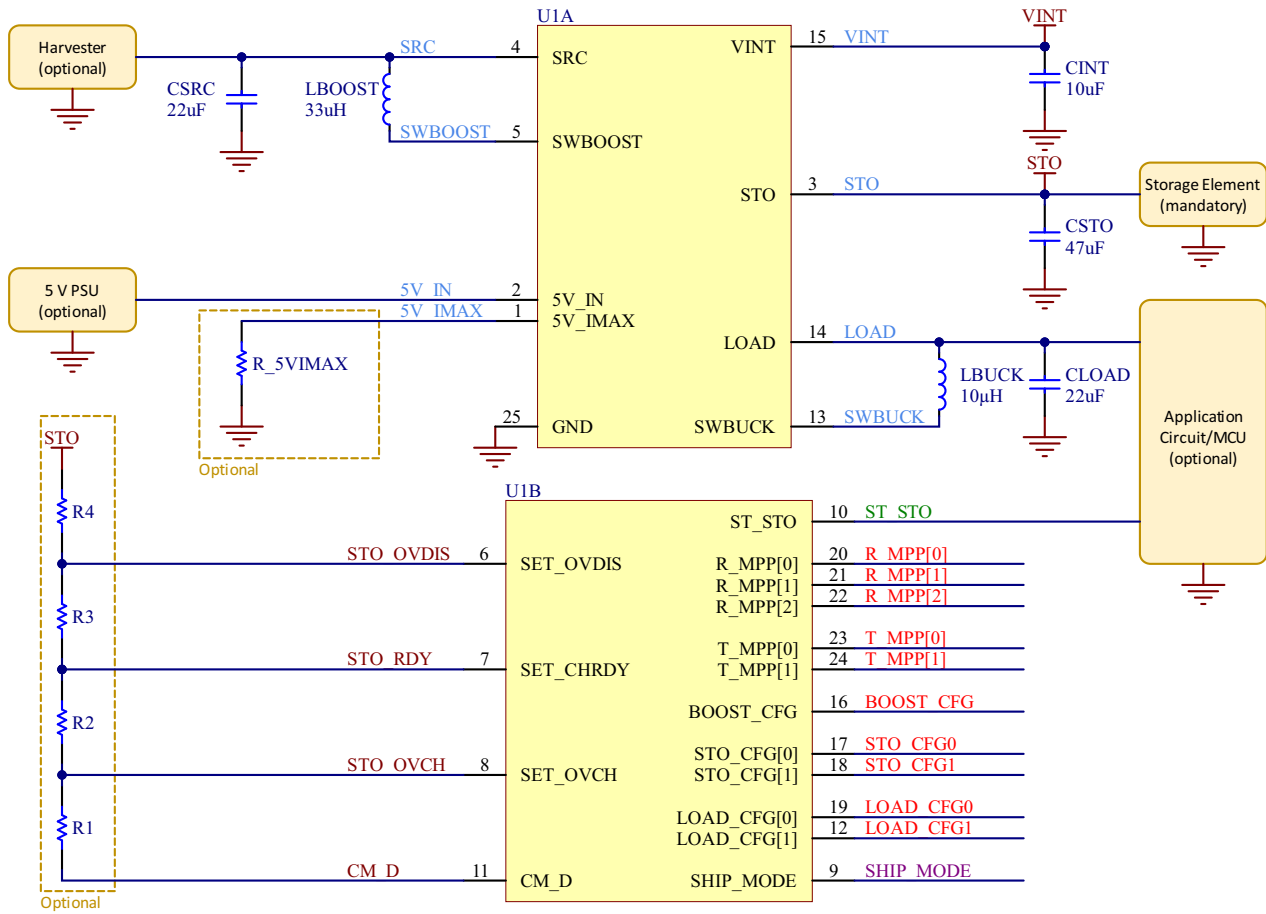 U1A
Harvester
(optional)
SRC
4
SRC
CSRC
22uF
LBOOST
33uH
SWBOOST
5
SWBOOST
VINT
15
VINT
VINT
CINT
10uF
STO
3
STO
STO
Storage Element
(mandatory)
CSTO
47uF
5 V PSU
(optional)
5V_IN
2
5V_IN
5V_IMAX
1
5V_IMAX
R_5VIMAX
Optional
25
GND
LOAD
14
LOAD
LBUCK
10µH
CLOAD
22uF
SWBUCK
13
SWBUCK
Application
Circuit/MCU
(optional)
STO
R4
R3
R2
R1
Optional
U1B
STO_OVDIS
6
SET_OVDIS
STO_RDY
7
SET_CHRDY
STO_OVCH
8
SET_OVCH
CM_D
11
CM_D
ST_STO
10
ST_STO
R_MPP[0]
20
R_MPP[0]
R_MPP[1]
21
R_MPP[1]
R_MPP[2]
22
R_MPP[2]
T_MPP[0]
23
T_MPP[0]
T_MPP[1]
24
T_MPP[1]
BOOST_CFG
16
BOOST_CFG
STO_CFG[0]
17
STO_CFG0
STO_CFG[1]
18
STO_CFG1
LOAD_CFG[0]
19
LOAD_CFG0
LOAD_CFG[1]
12
LOAD_CFG1
SHIP_MODE
9
SHIP_MODE